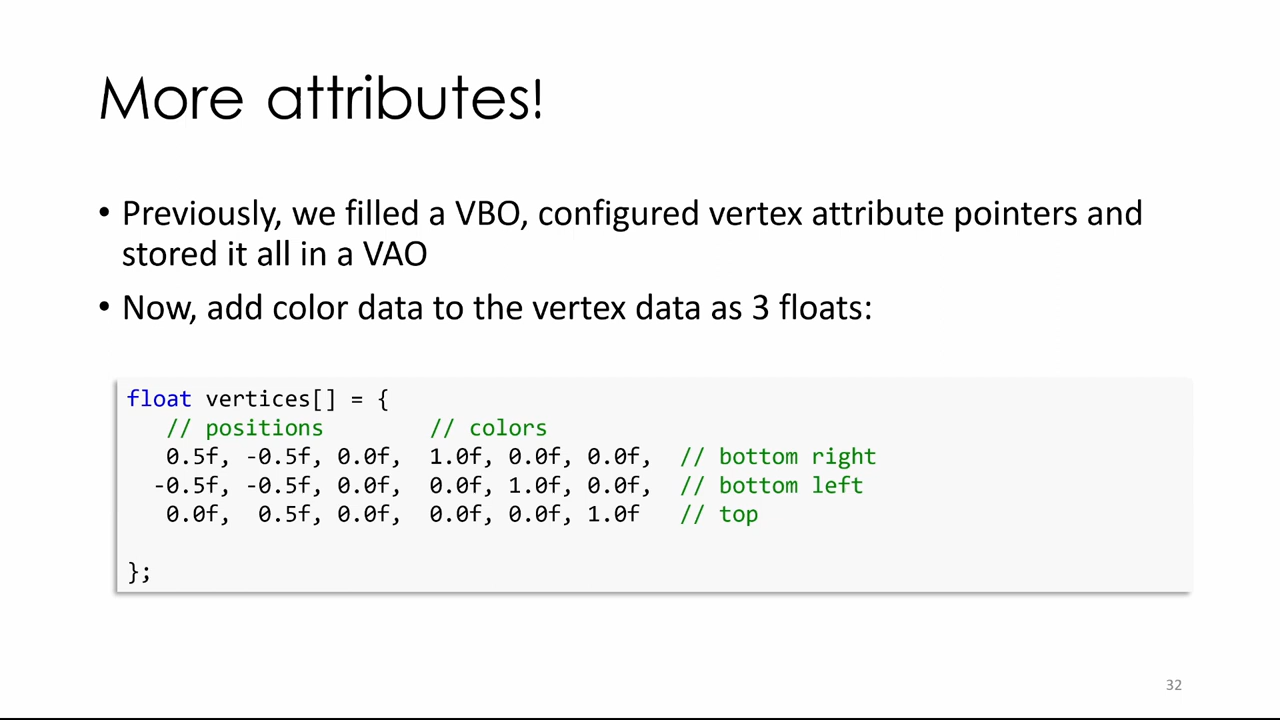 More attributes!
• Previously, we filled a VBO, configured vertex attribute pointers and
stored it all in a VAO
• Now, add color data to the vertex data as 3 floats:
float vertices[] = {
   // positions        // colors
   0.5f, -0.5f, 0.0f,  1.0f, 0.0f, 0.0f,  // bottom right
  -0.5f, -0.5f, 0.0f,  0.0f, 1.0f, 0.0f,  // bottom left
   0.0f,  0.5f, 0.0f,  0.0f, 0.0f, 1.0f   // top
};
32